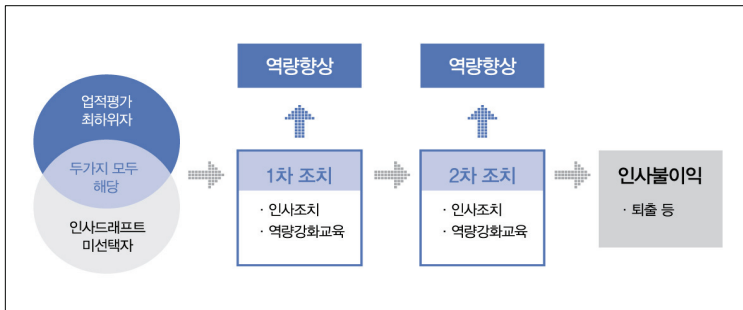 역량향상
역량향상
업적평가
최하위자
두가지 모두
해당
인사드래프트
미선택자
1차 조치
· 인사조치
· 역량강화교육
2차 조치
· 인사조치
· 역량강화교육
인사불이익
· 퇴출 등